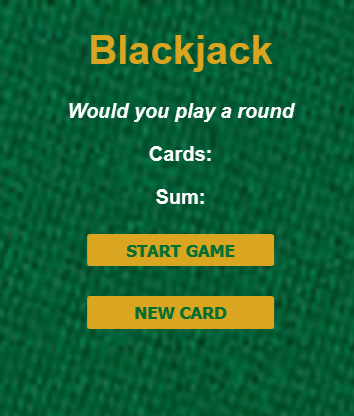 Blackjack
Would you play a round
Cards:
Sum:
START GAME
NEW CARD